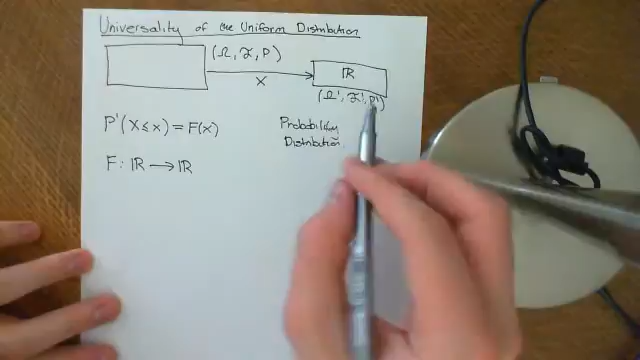 Universality of the Uniform Distribution
(Ω, ℱ, P)
ℝ
X
(Ω', ℱ', P')
P'(X≤x) = F(x)
Probability
Distribution
F: ℝ → ℝ